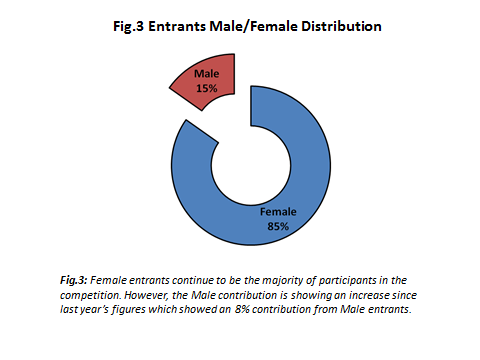 Fig.3 Entrants Male/Female Distribution
Male
15%
Female
85%
Fig.3: Female entrants continue to be the majority of participants in the
competition. However, the Male contribution is showing an increase since
last year's figures which showed an 8% contribution from Male entrants.